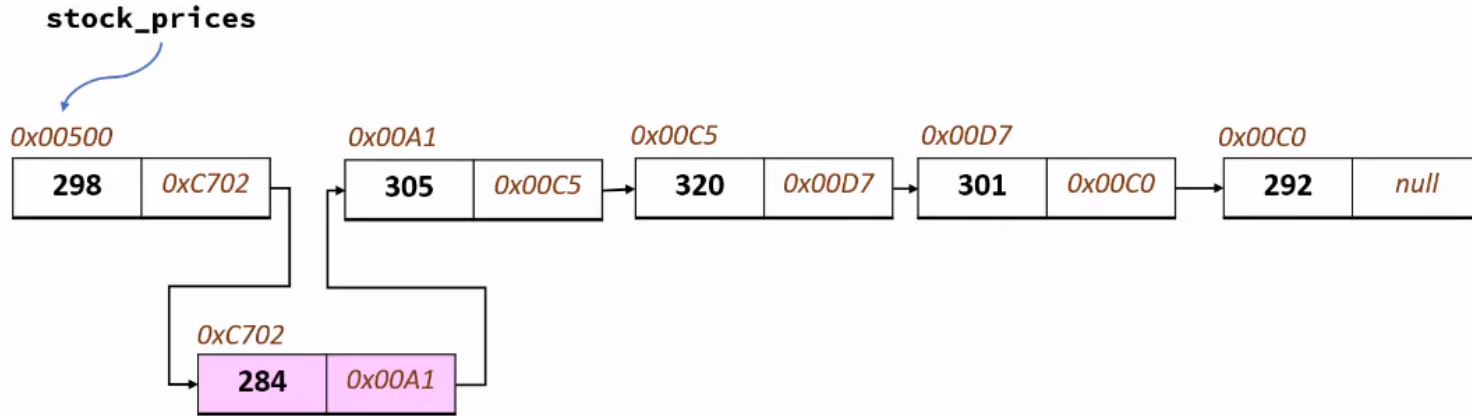 stock_prices
0x00500 0x00A1 0x00C5 0x00D7 0x00C0
298 0xC702 305 0x00C5 320 0x00D7 301 0x00C0 292 null
0xC702
284 0x00A1